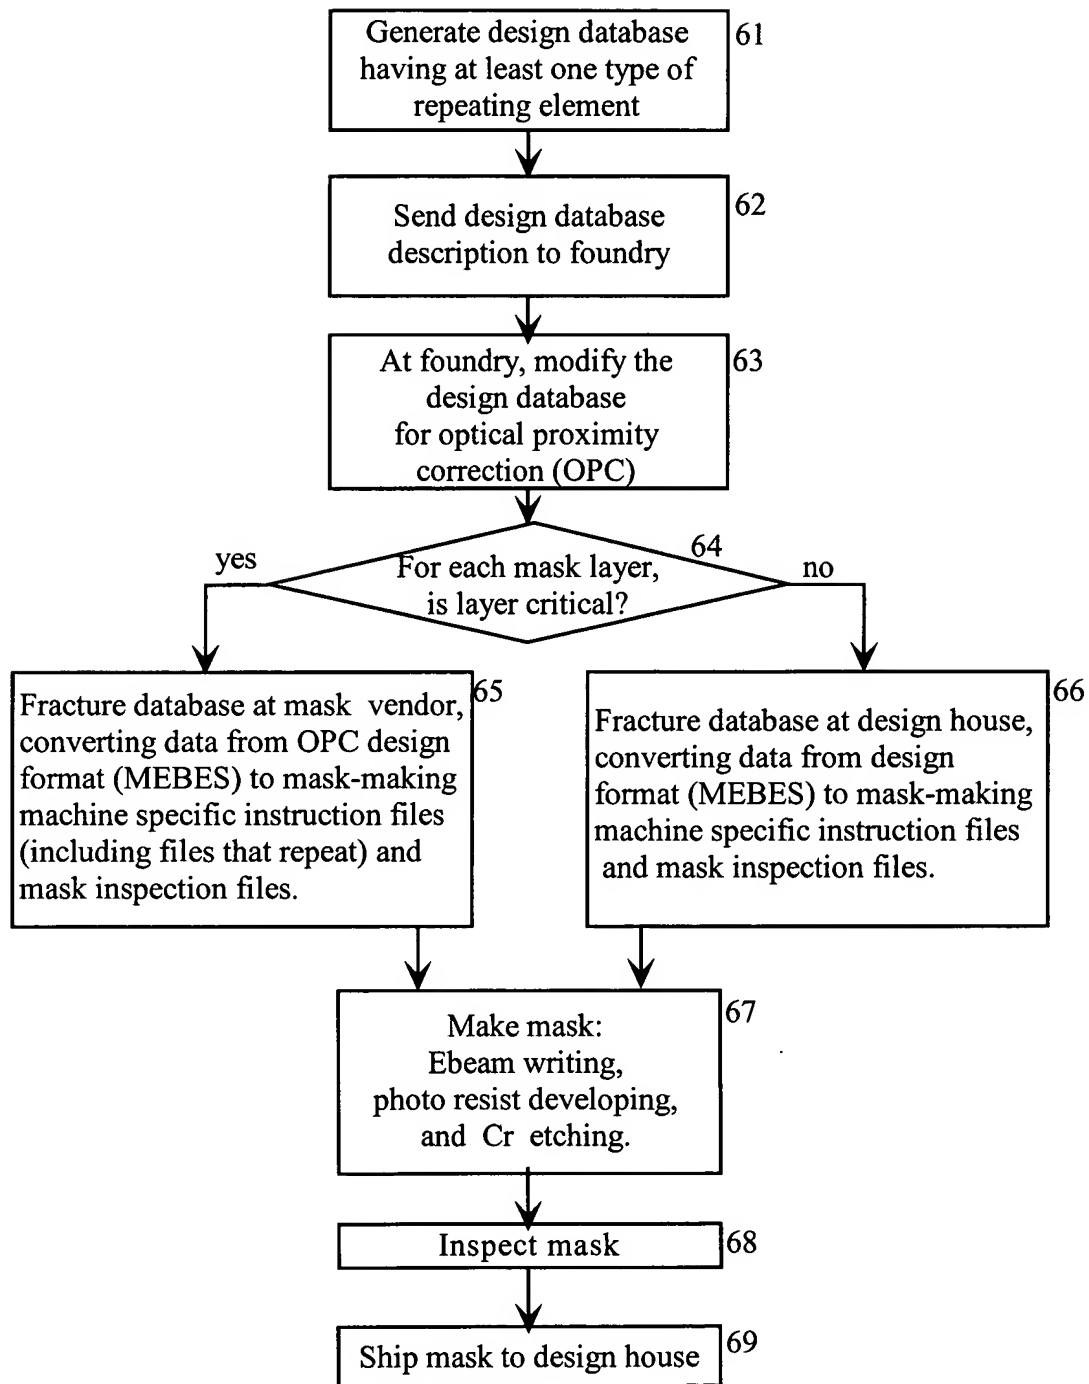 Generate design database
having at least one type of
repeating element
61
Send design database
description to foundry
62
At foundry, modify the
design database
for optical proximity
correction (OPC)
63
64
yes
For each mask layer,
is layer critical?
no
Fracture database at mask vendor,
converting data from OPC design
format (MEBES) to mask-making
machine specific instruction files
(including files that repeat) and
mask inspection files.
65
Fracture database at design house,
converting data from design
format (MEBES) to mask-making
machine specific instruction files
and mask inspection files.
66
Make mask:
Ebeam writing,
photo resist developing,
and Cr etching.
67
Inspect mask
68
Ship mask to design house
69